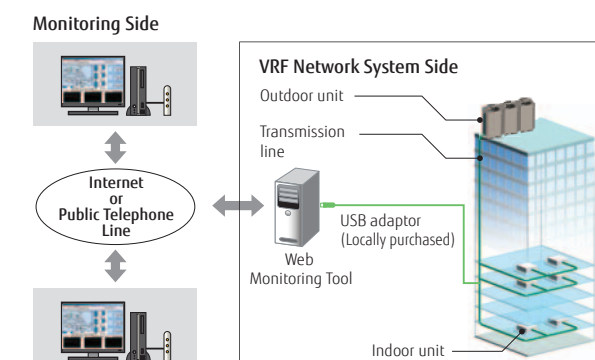 Monitoring Side
Internet
or
Public Telephone
Line
VRF Network System Side
Outdoor unit
Transmission
line
USB adaptor
(Locally purchased)
Web
Monitoring Tool
Indoor unit